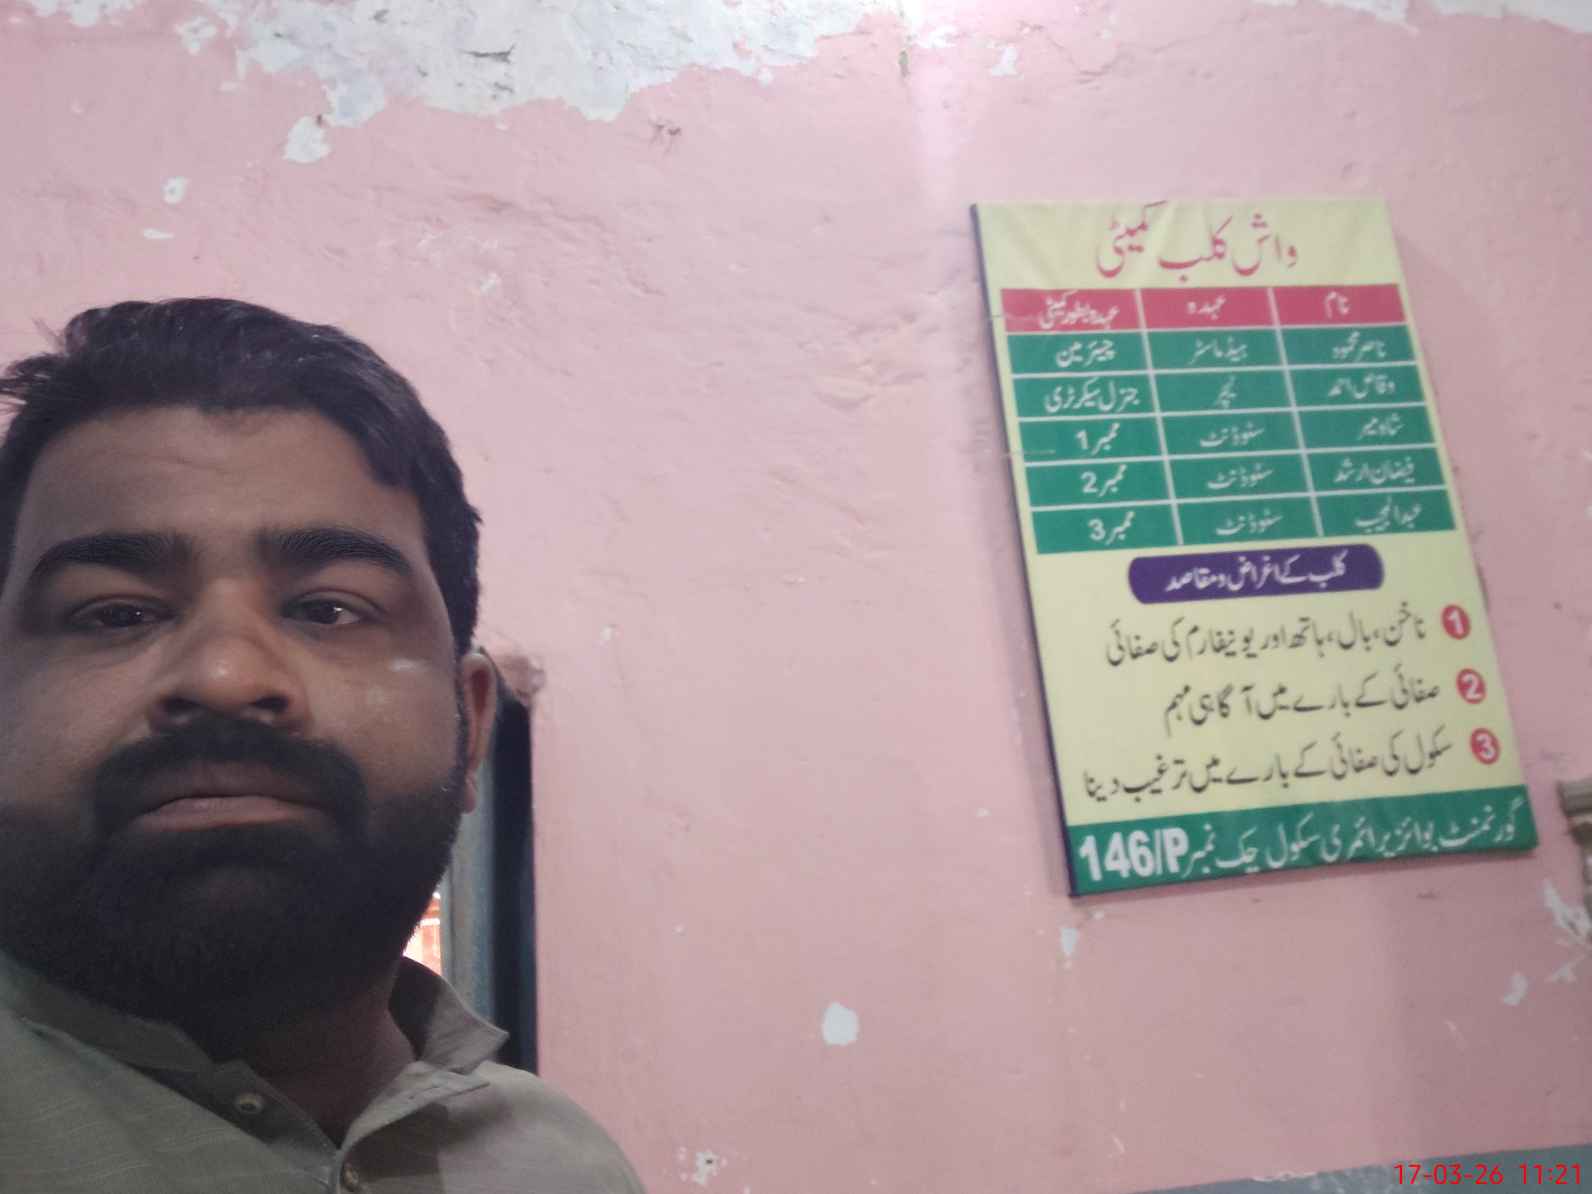 واش کلب کمیٹی
نام عہدہ عہدہ بطور کمیٹی
ناصر محمود ہیڈ ماسٹر چیئرمین
وقاص احمد ٹیچر جنرل سیکرٹری
شاہ میر سٹوڈنٹ ممبر 1
فیضان ارشد سٹوڈنٹ ممبر 2
عبدالمجیب سٹوڈنٹ ممبر 3
کلب کے اغراض و مقاصد
1 ناخن، بال، ہاتھ اور یونیفارم کی صفائی
2 صفائی کے بارے میں آگاہی مہم
3 سکول کی صفائی کے بارے میں ترغیب دینا
گورنمنٹ بوائز پرائمری سکول چک نمبر 146/P
17-03-26 11:21